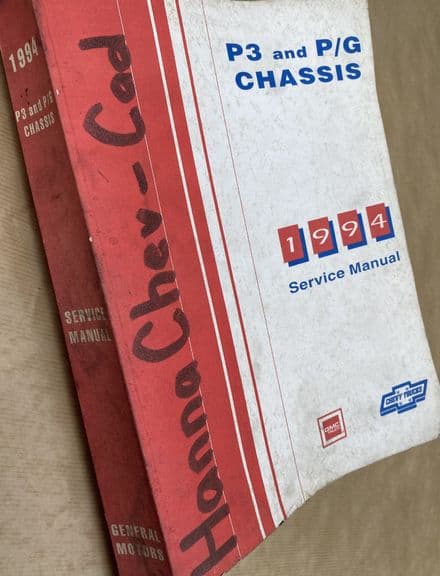 1994
P3 and P/G
CHASSIS
SERVICE
MANUAL
GENERAL
MOTORS
Hanna Chev-Cad
P3 and P/G
CHASSIS
1994
Service Manual
GMC
CHEVY TRUCKS